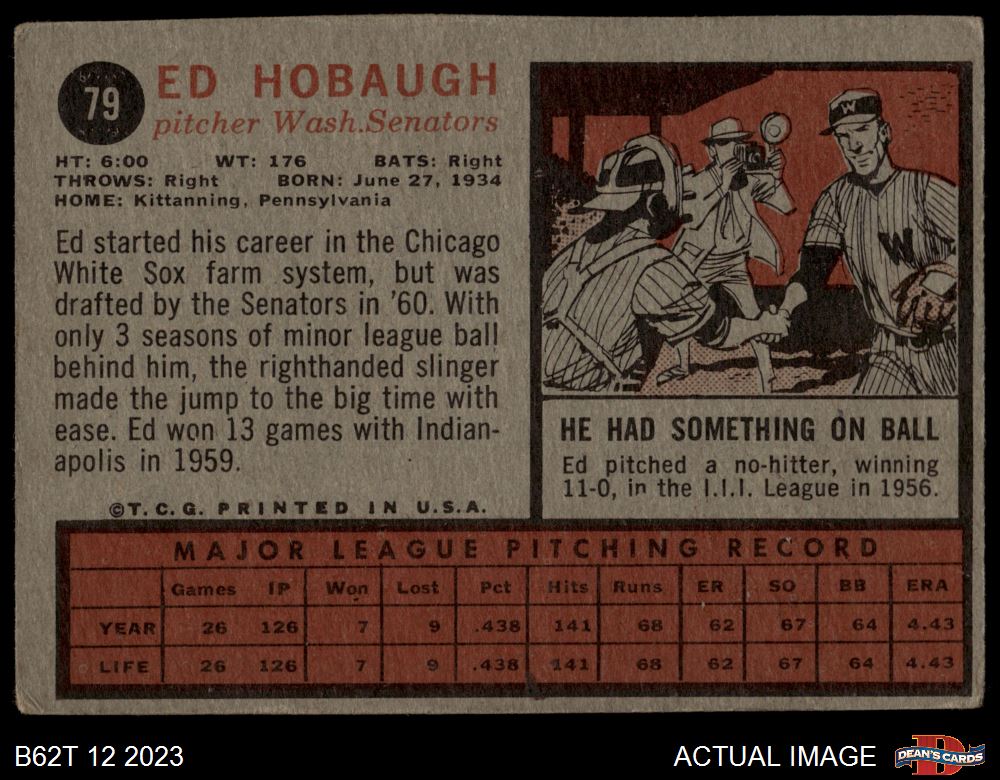 79
ED HOBAUGH
pitcher Wash.Senators
HT: 6:00 WT: 176 BATS: Right
THROWS: Right BORN: June 27, 1934
HOME: Kittanning, Pennsylvania
Ed started his career in the Chicago
White Sox farm system, but was
drafted by the Senators in '60. With
only 3 seasons of minor league ball
behind him, the righthanded slinger
made the jump to the big time with
ease. Ed won 13 games with Indian-
apolis in 1959.
©T.C.G. PRINTED IN U.S.A.
W
W
HE HAD SOMETHING ON BALL
Ed pitched a no-hitter, winning
11-0, in the I.I.I. League in 1956.
MAJOR LEAGUE PITCHING RECORD
Games IP Won Lost Pct Hits Runs ER SO BB ERA
YEAR 26 126 7 9 .438 141 68 62 67 64 4.43
LIFE 26 126 7 9 .438 141 68 62 67 64 4.43
B62T 12 2023
ACTUAL IMAGE
D
DEAN'S CARDS